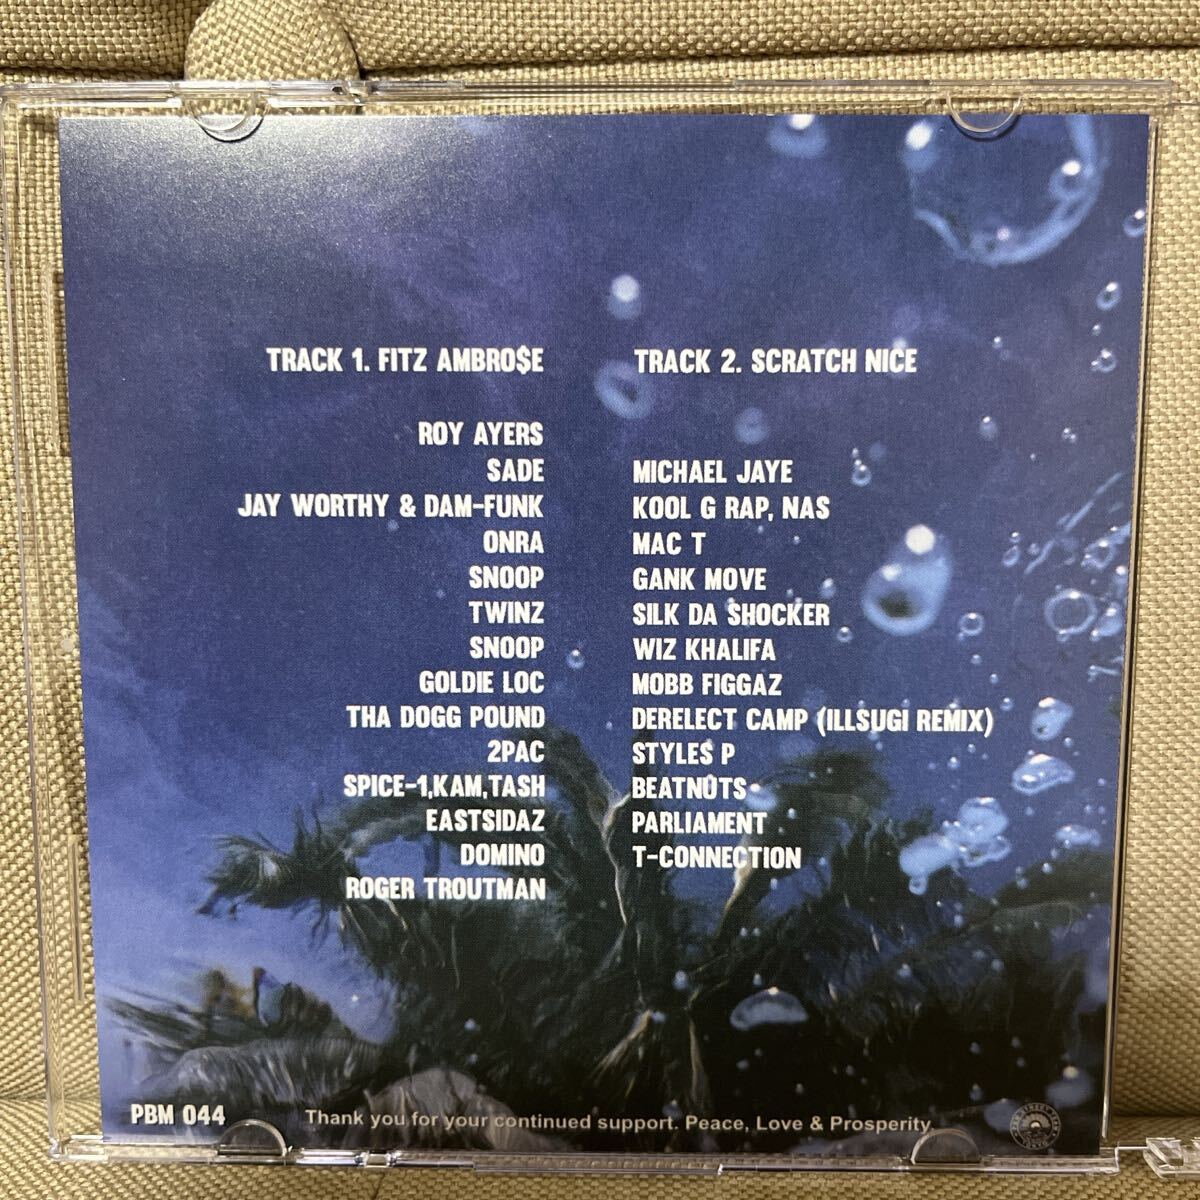 TRACK 1. FITZ AMBRO$E
ROY AYERS
SADE
JAY WORTHY & DAM-FUNK
ONRA
SNOOP
TWINZ
SNOOP
GOLDIE LOC
THA DOGG POUND
2PAC
SPICE-1,KAM,TASH
EASTSIDAZ
DOMINO
ROGER TROUTMAN
TRACK 2. SCRATCH NICE
MICHAEL JAYE
KOOL G RAP, NAS
MAC T
GANK MOVE
SILK DA SHOCKER
WIZ KHALIFA
MOBB FIGGAZ
DERELECT CAMP (ILLSUGI REMIX)
STYLES P
BEATNUTS
PARLIAMENT
T-CONNECTION
PBM 044
Thank you for your continued support. Peace, Love & Prosperity.